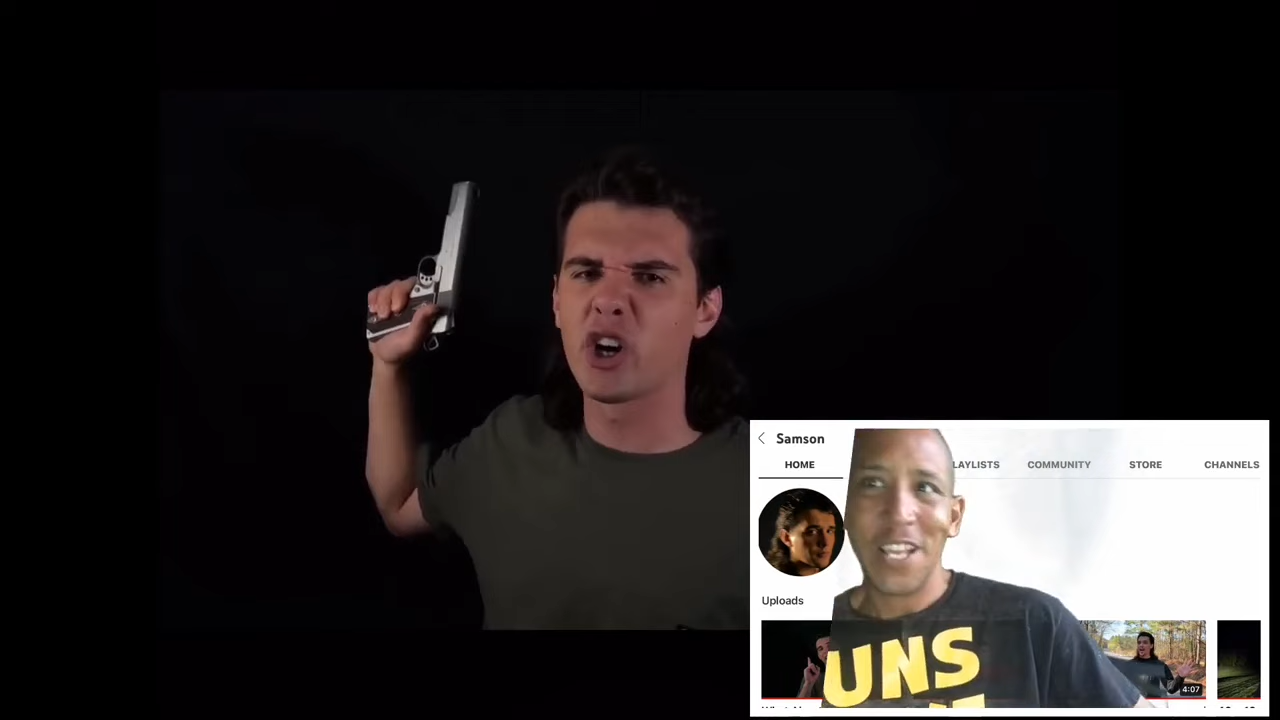 Samson
HOME
LAYLISTS
COMMUNITY
STORE
CHANNELS
Uploads
UNS
4:07